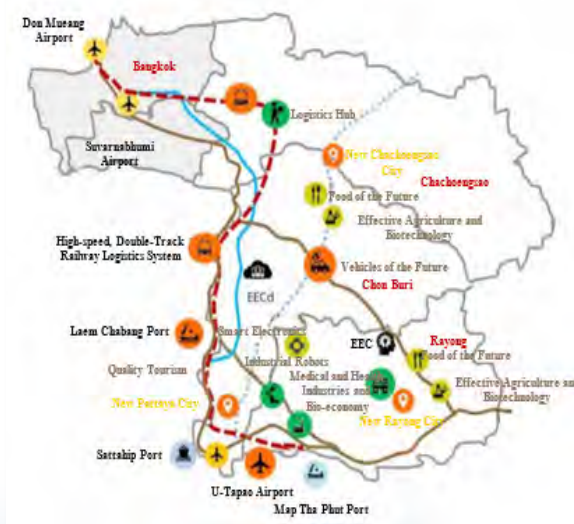 Don Mueang
Airport
Bangkok
Logistics Hub
Suvarnabhumi
Airport
New Chachoengsao
City
Chachoengsao
Food of the Future
Effective Agriculture and
Biotechnology
High-speed, Double-Track
Railway Logistics System
Vehicles of the Future
EECd
Chon Buri
Laem Chabang Port
Smart Electronics
EEC
Rayong
Food of the Future
Quality Tourism
Industrial Robots
Medical and Health
Industries and
Bio-economy
Effective Agriculture an
Biotechnology
New Pattaya City
New Rayong City
Sattahip Port
U-Tapao Airport
Map Tha Phut Port